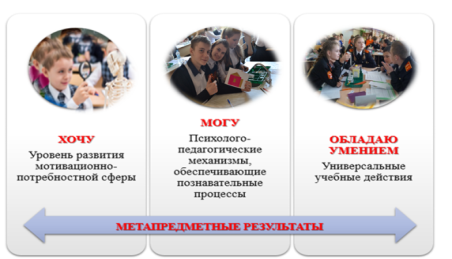 ХОЧУ
Уровень развития
мотивационно-
потребностной сферы
МОГУ
Психолого-
педагогические
механизмы,
обеспечивающие
познавательные
процессы
ОБЛАДАЮ
УМЕНИЕМ
Универсальные
учебные действия
МЕТАПРЕДМЕТНЫЕ РЕЗУЛЬТАТЫ